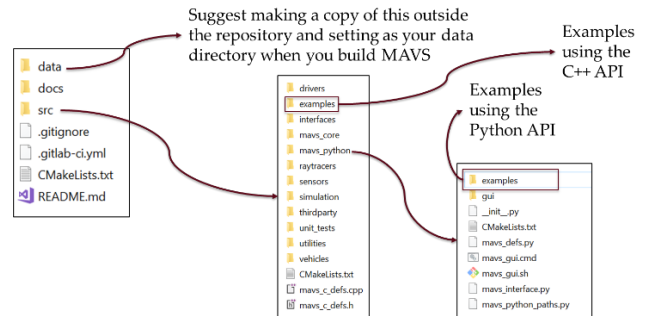 Suggest making a copy of this outside
the repository and setting as your data
directory when you build MAVS
Examples
using the
C++ API
Examples
using the
Python API
data
docs
src
.gitignore
.gitlab-ci.yml
CMakeLists.txt
README.md
drivers
examples
interfaces
mavs_core
mavs_python
raytracers
sensors
simulation
thirdparty
unit_tests
utilities
vehicles
CMakeLists.txt
mavs_c_defs.cpp
mavs_c_defs.h
examples
gui
__init__.py
CMakeLists.txt
mavs_defs.py
mavs_gui.cmd
mavs_gui.sh
mavs_interface.py
mavs_python_paths.py